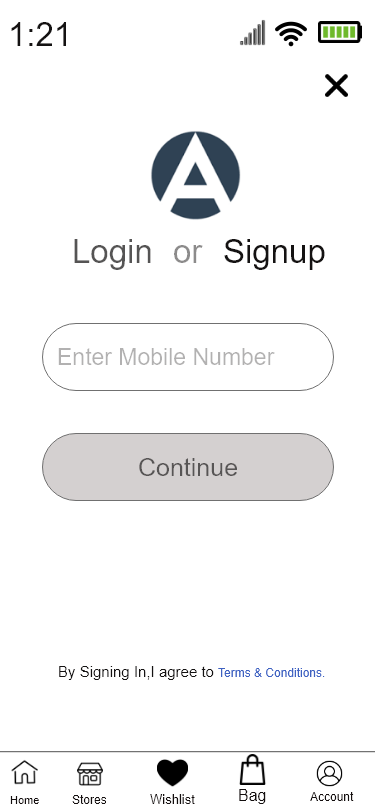 1:21
A
Login or Signup
Enter Mobile Number
Continue
By Signing In,I agree to Terms & Conditions.
Home Stores Wishlist Bag Account